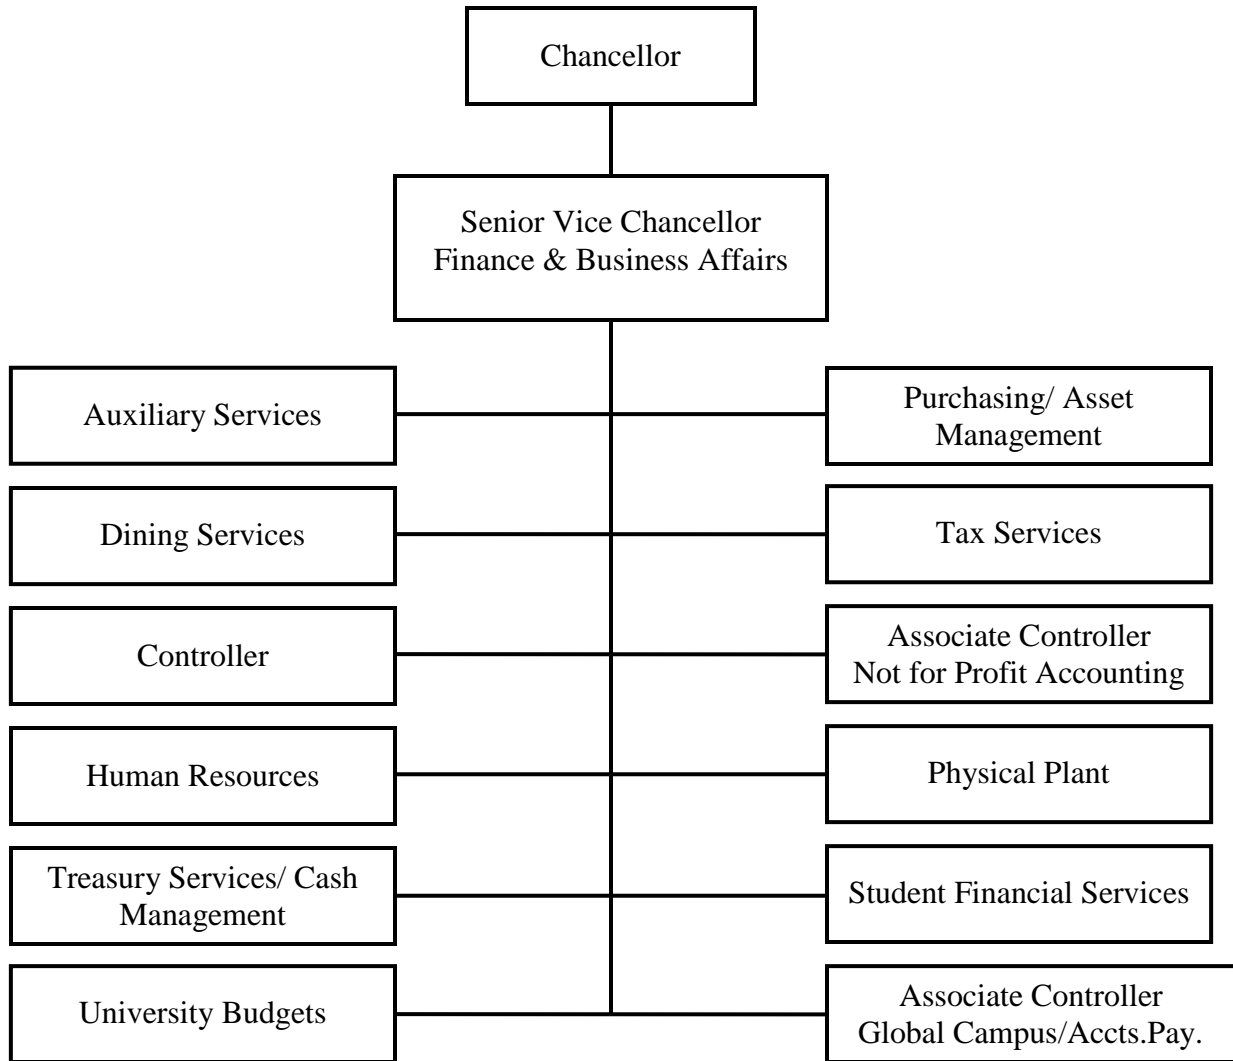 Chancellor
Senior Vice Chancellor
Finance & Business Affairs
Auxiliary Services
Purchasing/ Asset
Management
Dining Services
Tax Services
Controller
Associate Controller
Not for Profit Accounting
Human Resources
Physical Plant
Treasury Services/ Cash
Management
Student Financial Services
University Budgets
Associate Controller
Global Campus/Accts.Pay.